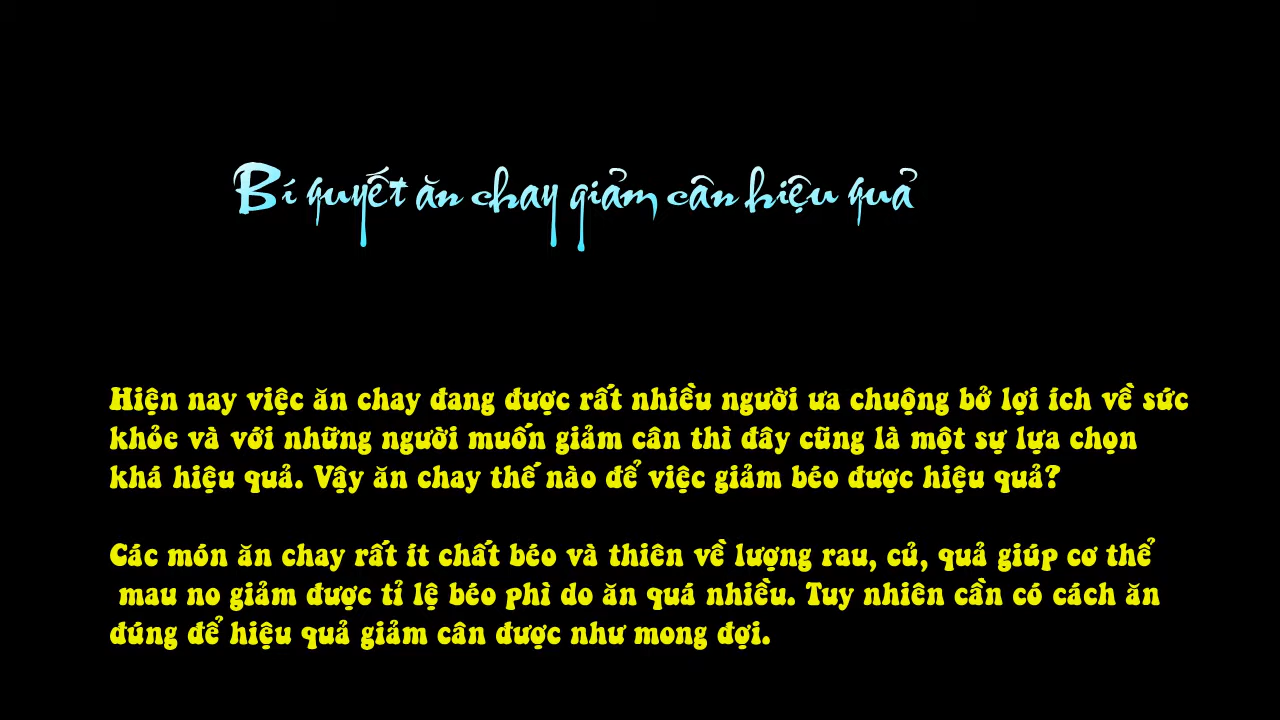 Bí quyết ăn chay giảm cân hiệu quả
Hiện nay việc ăn chay đang được rất nhiều người ưa chuộng bở lợi ích về sức
khỏe và với những người muốn giảm cân thì đây cũng là một sự lựa chọn
khá hiệu quả. Vậy ăn chay thế nào để việc giảm béo được hiệu quả?
Các món ăn chay rất ít chất béo và thiên về lượng rau, củ, quả giúp cơ thể
mau no giảm được tỉ lệ béo phì do ăn quá nhiều. Tuy nhiên cần có cách ăn
đúng để hiệu quả giảm cân được như mong đợi.